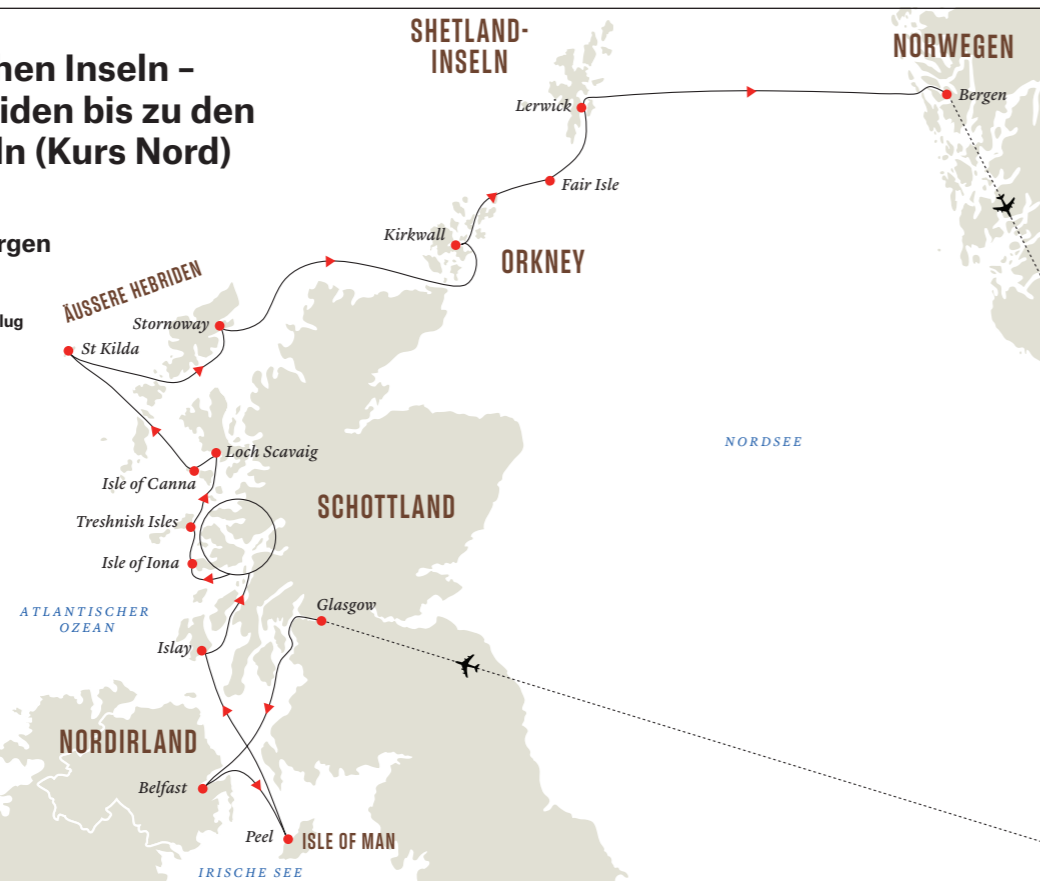 nen Inseln –
iden bis zu den
ln (Kurs Nord)
rgen
lug
SHETLAND-
INSELN
NORWEGEN
Lerwick
Bergen
Fair Isle
Kirkwall
ORKNEY
ÄUSSERE HEBRIDEN
Stornoway
St Kilda
NORDSEE
Loch Scavaig
Isle of Canna
SCHOTTLAND
Treshnish Isles
Isle of Iona
ATLANTISCHER
OZEAN
Glasgow
Islay
NORDIRLAND
Belfast
Peel
ISLE OF MAN
IRISCHE SEE